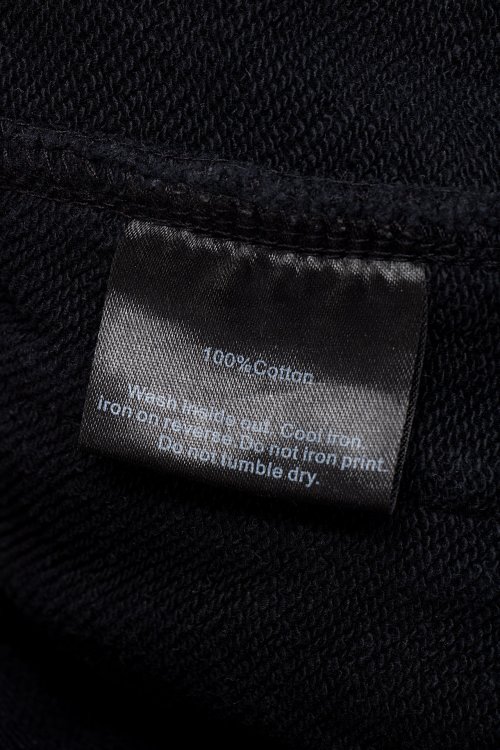 100%Cotton
Wash inside out. Cool iron.
Iron on reverse. Do not iron print.
Do not tumble dry.